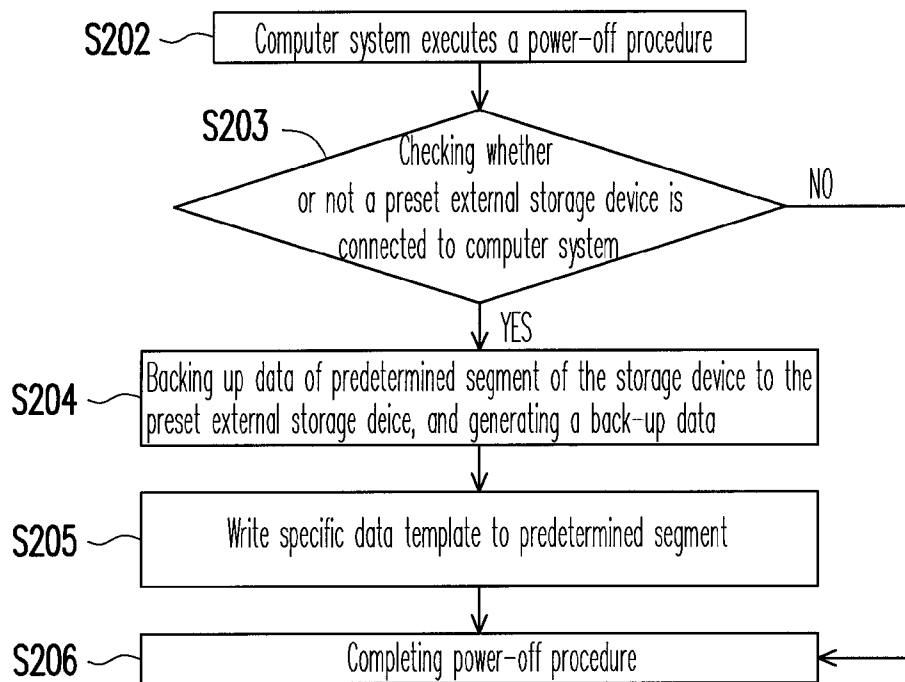 S202
Computer system executes a power-off procedure
S203
Checking whether
or not a preset external storage device is
connected to computer system
NO
YES
S204
Backing up data of predetermined segment of the storage device to the
preset external storage deice, and generating a back-up data
S205
Write specific data template to predetermined segment
S206
Completing power-off procedure